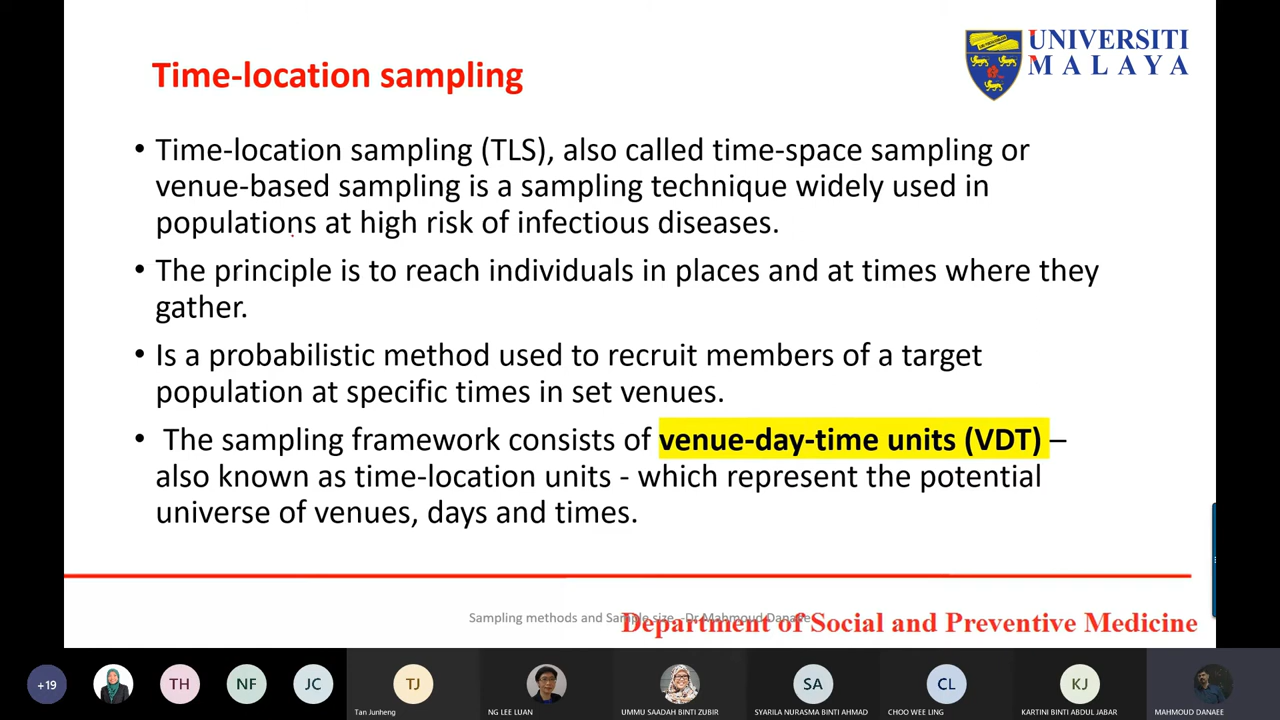 UNIVERSITI
MALAYA
Time-location sampling
• Time-location sampling (TLS), also called time-space sampling or
venue-based sampling is a sampling technique widely used in
populations at high risk of infectious diseases.
• The principle is to reach individuals in places and at times where they
gather.
• Is a probabilistic method used to recruit members of a target
population at specific times in set venues.
• The sampling framework consists of venue-day-time units (VDT) –
also known as time-location units - which represent the potential
universe of venues, days and times.
Sampling methods and Sample size - Dr Mahmoud Danaee
Department of Social and Preventive Medicine
+19
TH
NF
JC
TJ
SA
CL
KJ
Tan Junheng
NG LEE LUAN
UMMU SAADAH BINTI ZUBIR
SYARILA NURASMA BINTI AHMAD
CHOO WEE LING
KARTINI BINTI ABDUL JABAR
MAHMOUD DANAEE